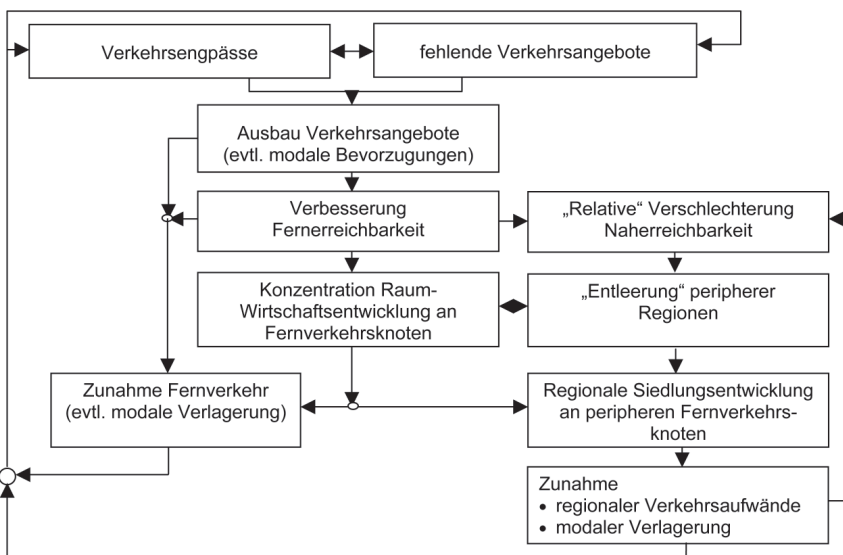 Verkehrsengpässe
fehlende Verkehrsangebote
Ausbau Verkehrsangebote
(evtl. modale Bevorzugungen)
Verbesserung
Fernerreichbarkeit
„Relative“ Verschlechterung
Naherreichbarkeit
Konzentration Raum-
Wirtschaftsentwicklung an
Fernverkehrsknoten
„Entleerung“ peripherer
Regionen
Zunahme Fernverkehr
(evtl. modale Verlagerung)
Regionale Siedlungsentwicklung
an peripheren Fernverkehrs-
knoten
Zunahme
• regionaler Verkehrsaufwände
• modaler Verlagerung